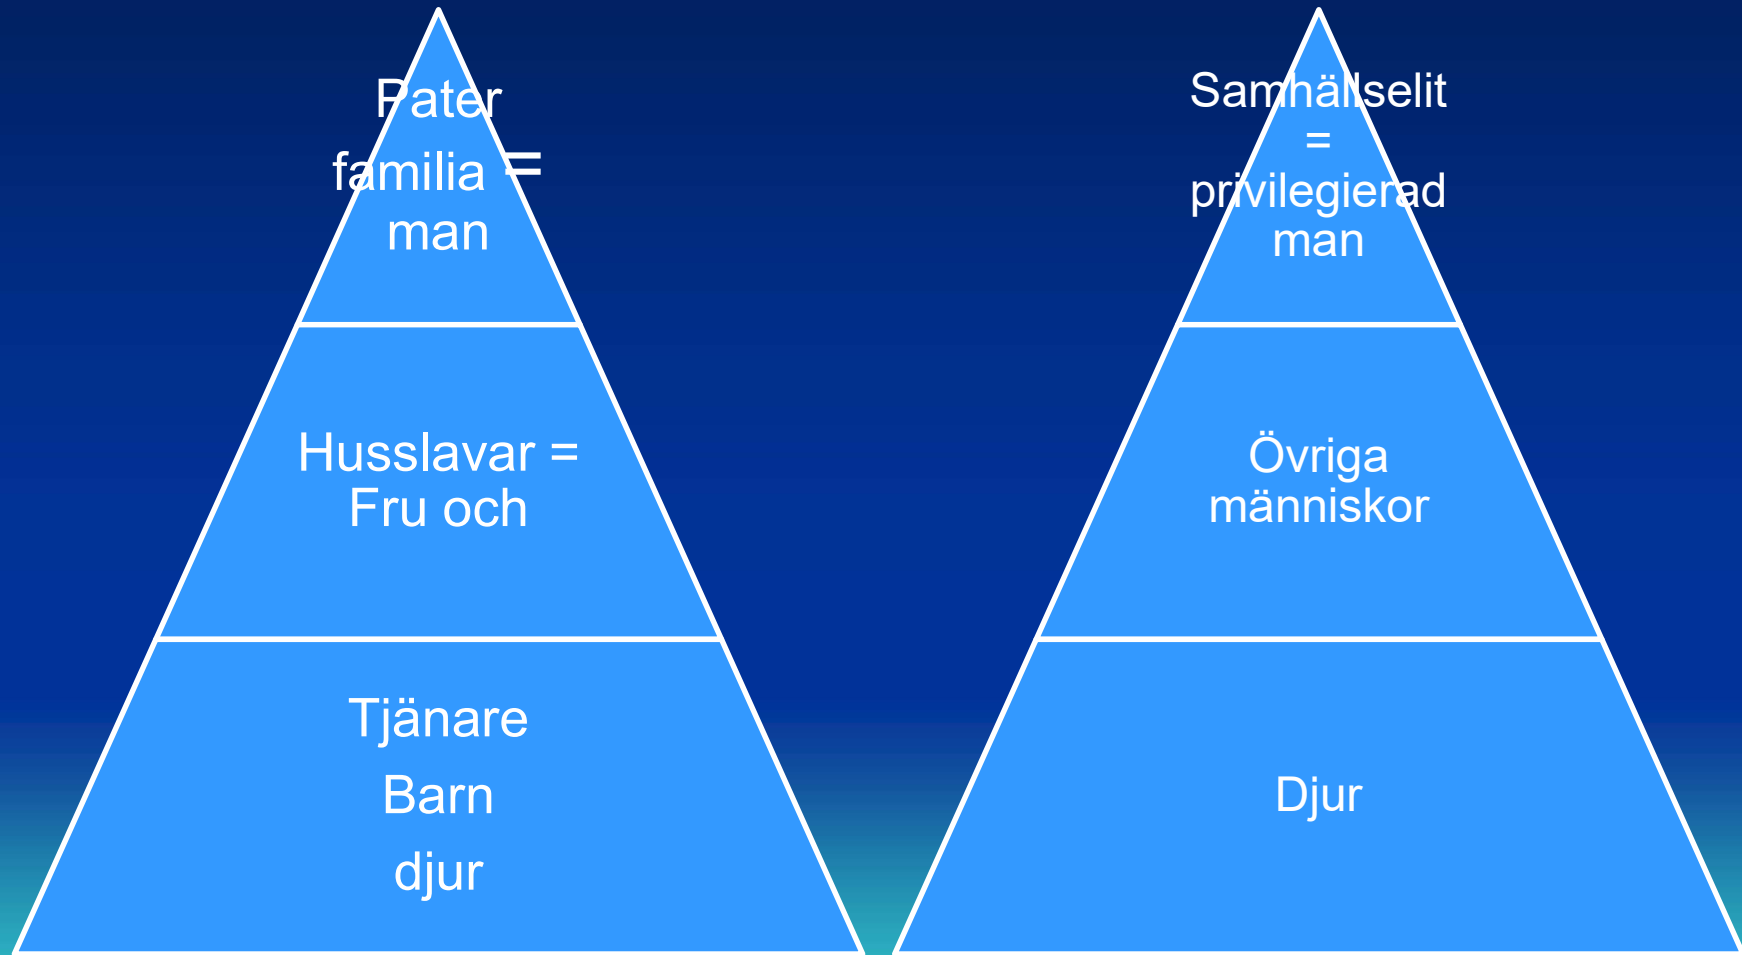 Pater
familia =
man
Husslavar =
Fru och
Tjänare
Barn
djur
Samhällselit
=
privilegierad
man
Övriga
människor
Djur